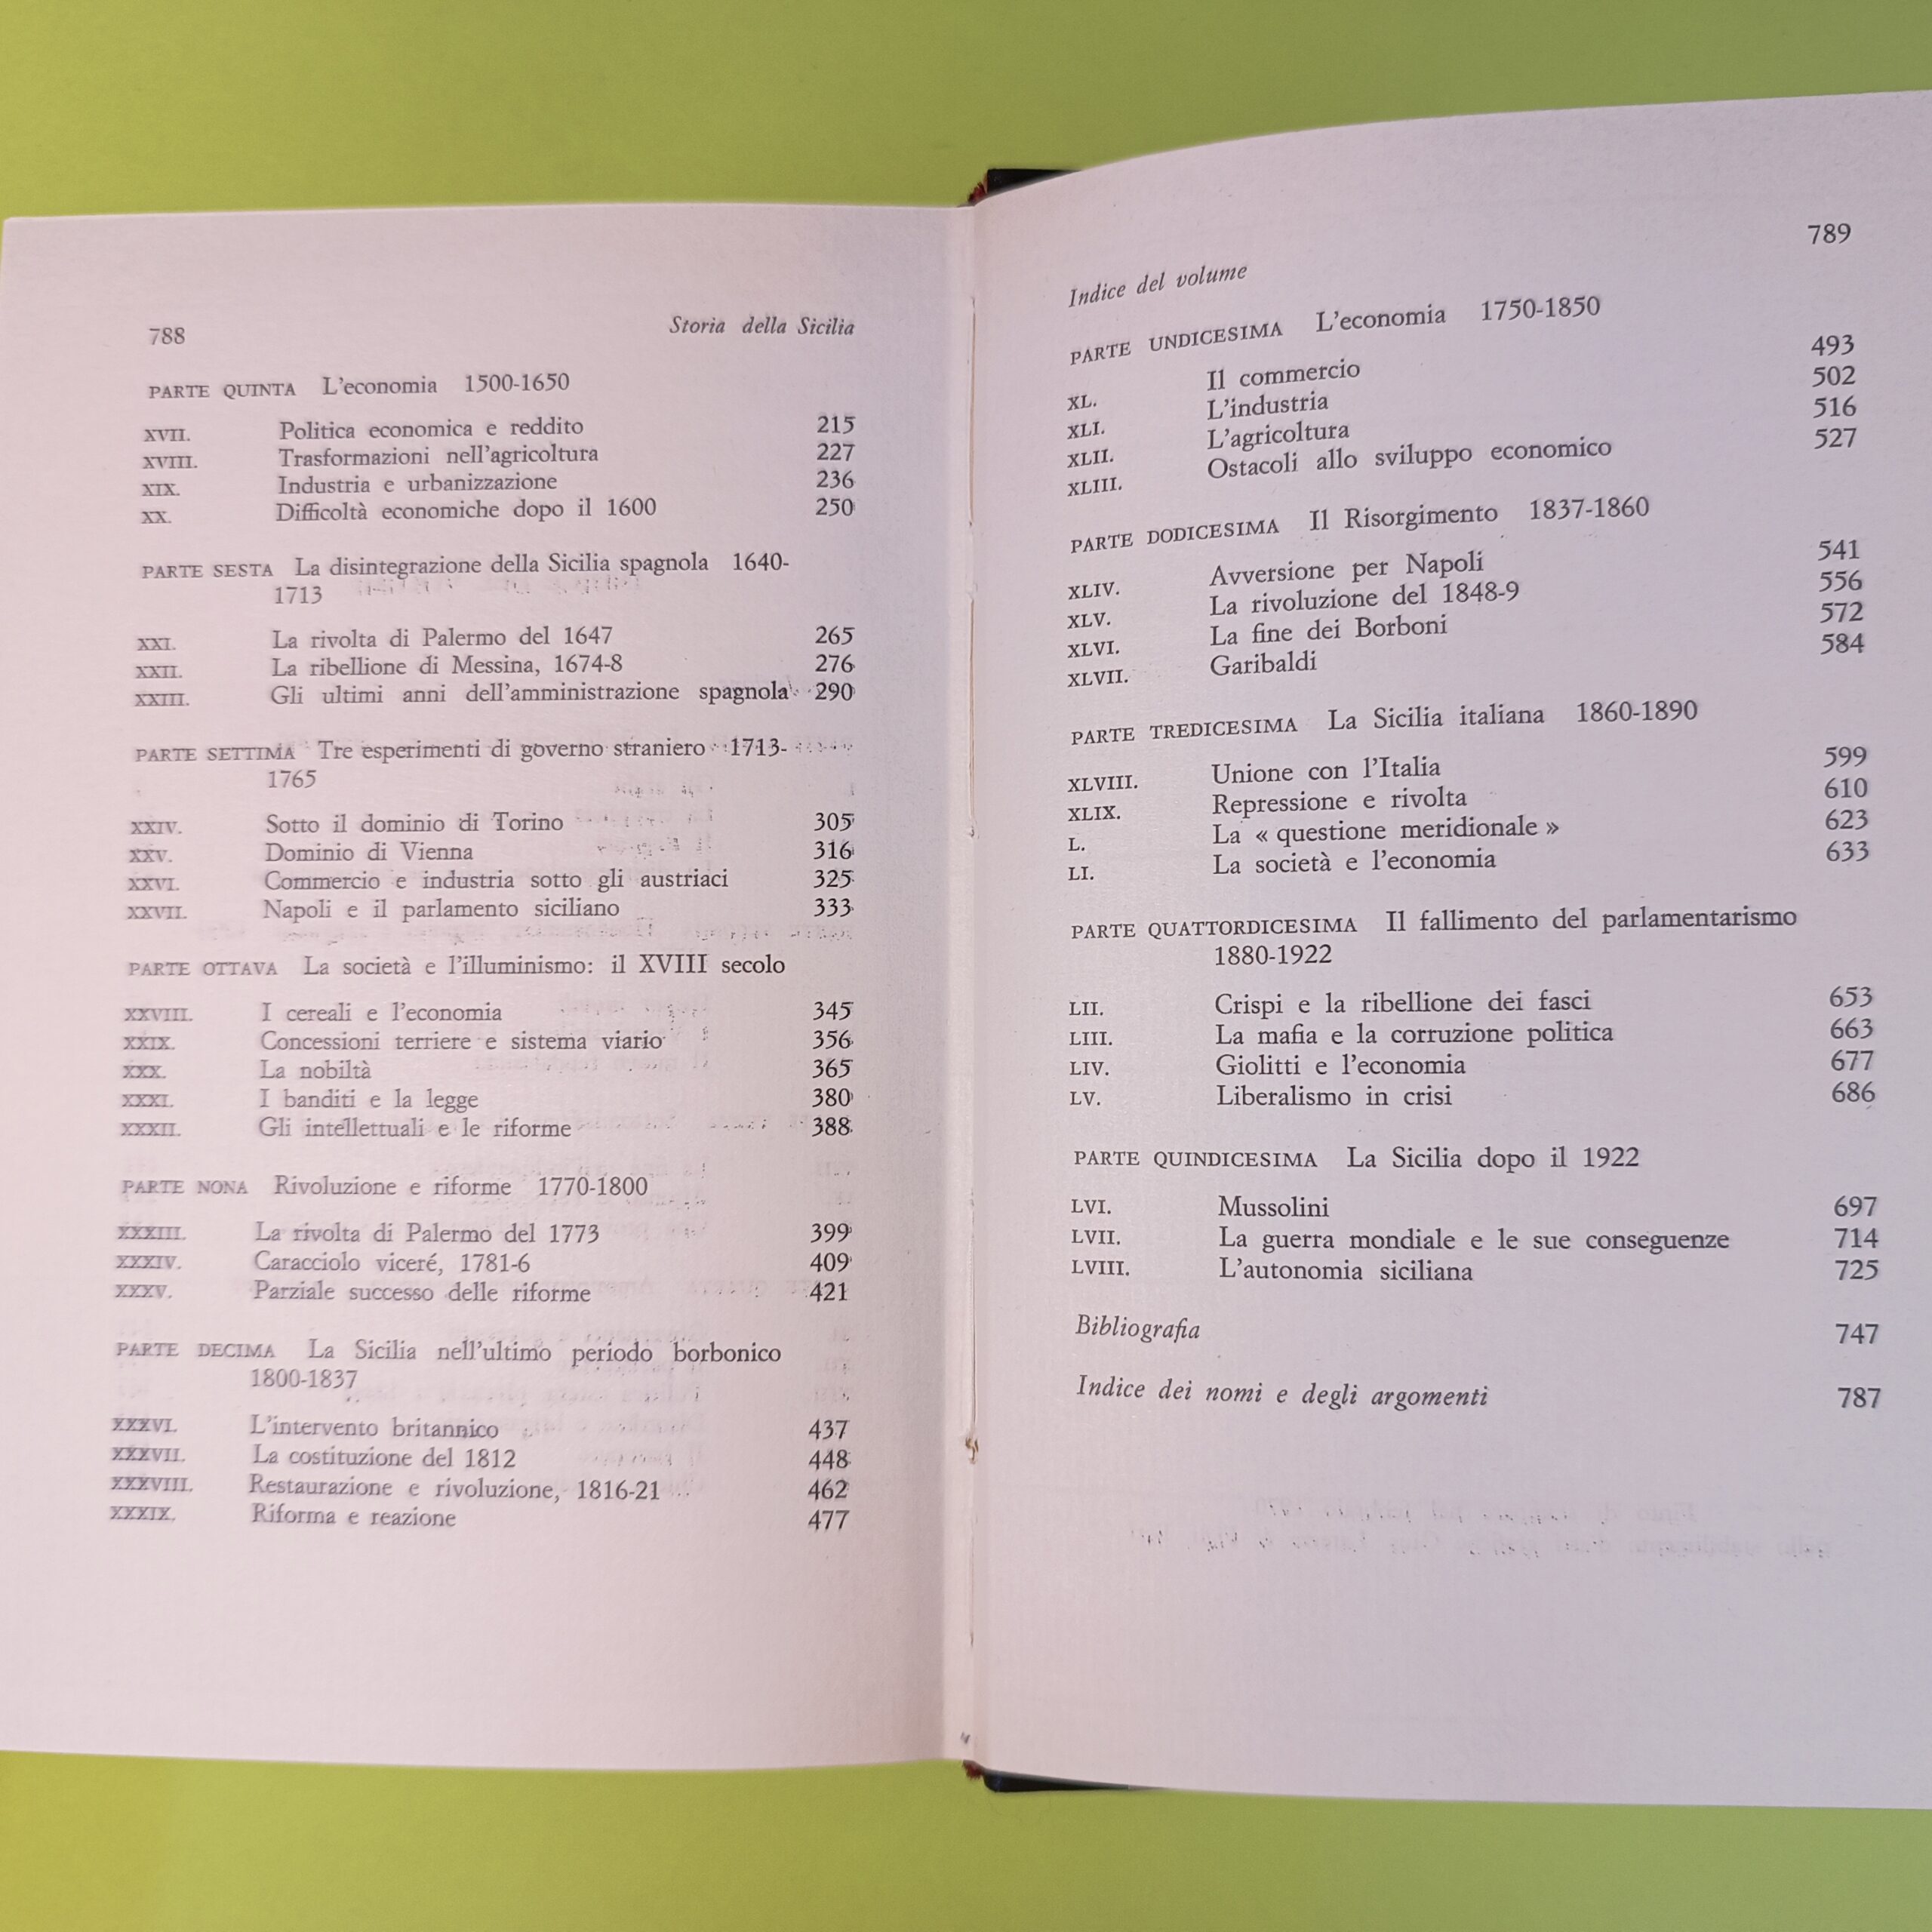 788 Storia della Sicilia
PARTE QUINTA L'economia 1500-1650
XVII. Politica economica e reddito 215
XVIII. Trasformazioni nell'agricoltura 227
XIX. Industria e urbanizzazione 236
XX. Difficoltà economiche dopo il 1600 250
PARTE SESTA La disintegrazione della Sicilia spagnola 1640-
1713
XXI. La rivolta di Palermo del 1647 265
XXII. La ribellione di Messina, 1674-8 276
XXIII. Gli ultimi anni dell'amministrazione spagnola 290
PARTE SETTIMA Tre esperimenti di governo straniero 1713-
1765
XXIV. Sotto il dominio di Torino 305
XXV. Dominio di Vienna 316
XXVI. Commercio e industria sotto gli austriaci 325
XXVII. Napoli e il parlamento siciliano 333
PARTE OTTAVA La società e l'illuminismo: il XVIII secolo
XXVIII. I cereali e l'economia 345
XXIX. Concessioni terriere e sistema viario 356
XXX. La nobiltà 365
XXXI. I banditi e la legge 380
XXXII. Gli intellettuali e le riforme 388
PARTE NONA Rivoluzione e riforme 1770-1800
XXXIII. La rivolta di Palermo del 1773 399
XXXIV. Caracciolo viceré, 1781-6 409
XXXV. Parziale successo delle riforme 421
PARTE DECIMA La Sicilia nell'ultimo periodo borbonico
1800-1837
XXXVI. L'intervento britannico 437
XXXVII. La costituzione del 1812 448
XXXVIII. Restaurazione e rivoluzione, 1816-21 462
XXXIX. Riforma e reazione 477
Indice del volume 789
PARTE UNDICESIMA L'economia 1750-1850
XL. Il commercio 493
XLI. L'industria 502
XLII. L'agricoltura 516
XLIII. Ostacoli allo sviluppo economico 527
PARTE DODICESIMA Il Risorgimento 1837-1860
XLIV. Avversione per Napoli 541
XLV. La rivoluzione del 1848-9 556
XLVI. La fine dei Borboni 572
XLVII. Garibaldi 584
PARTE TREDICESIMA La Sicilia italiana 1860-1890
XLVIII. Unione con l'Italia 599
XLIX. Repressione e rivolta 610
L. La « questione meridionale » 623
LI. La società e l'economia 633
PARTE QUATTORDICESIMA Il fallimento del parlamentarismo
1880-1922
LII. Crispi e la ribellione dei fasci 653
LIII. La mafia e la corruzione politica 663
LIV. Giolitti e l'economia 677
LV. Liberalismo in crisi 686
PARTE QUINDICESIMA La Sicilia dopo il 1922
LVI. Mussolini 697
LVII. La guerra mondiale e le sue conseguenze 714
LVIII. L'autonomia siciliana 725
Bibliografia 747
Indice dei nomi e degli argomenti 787